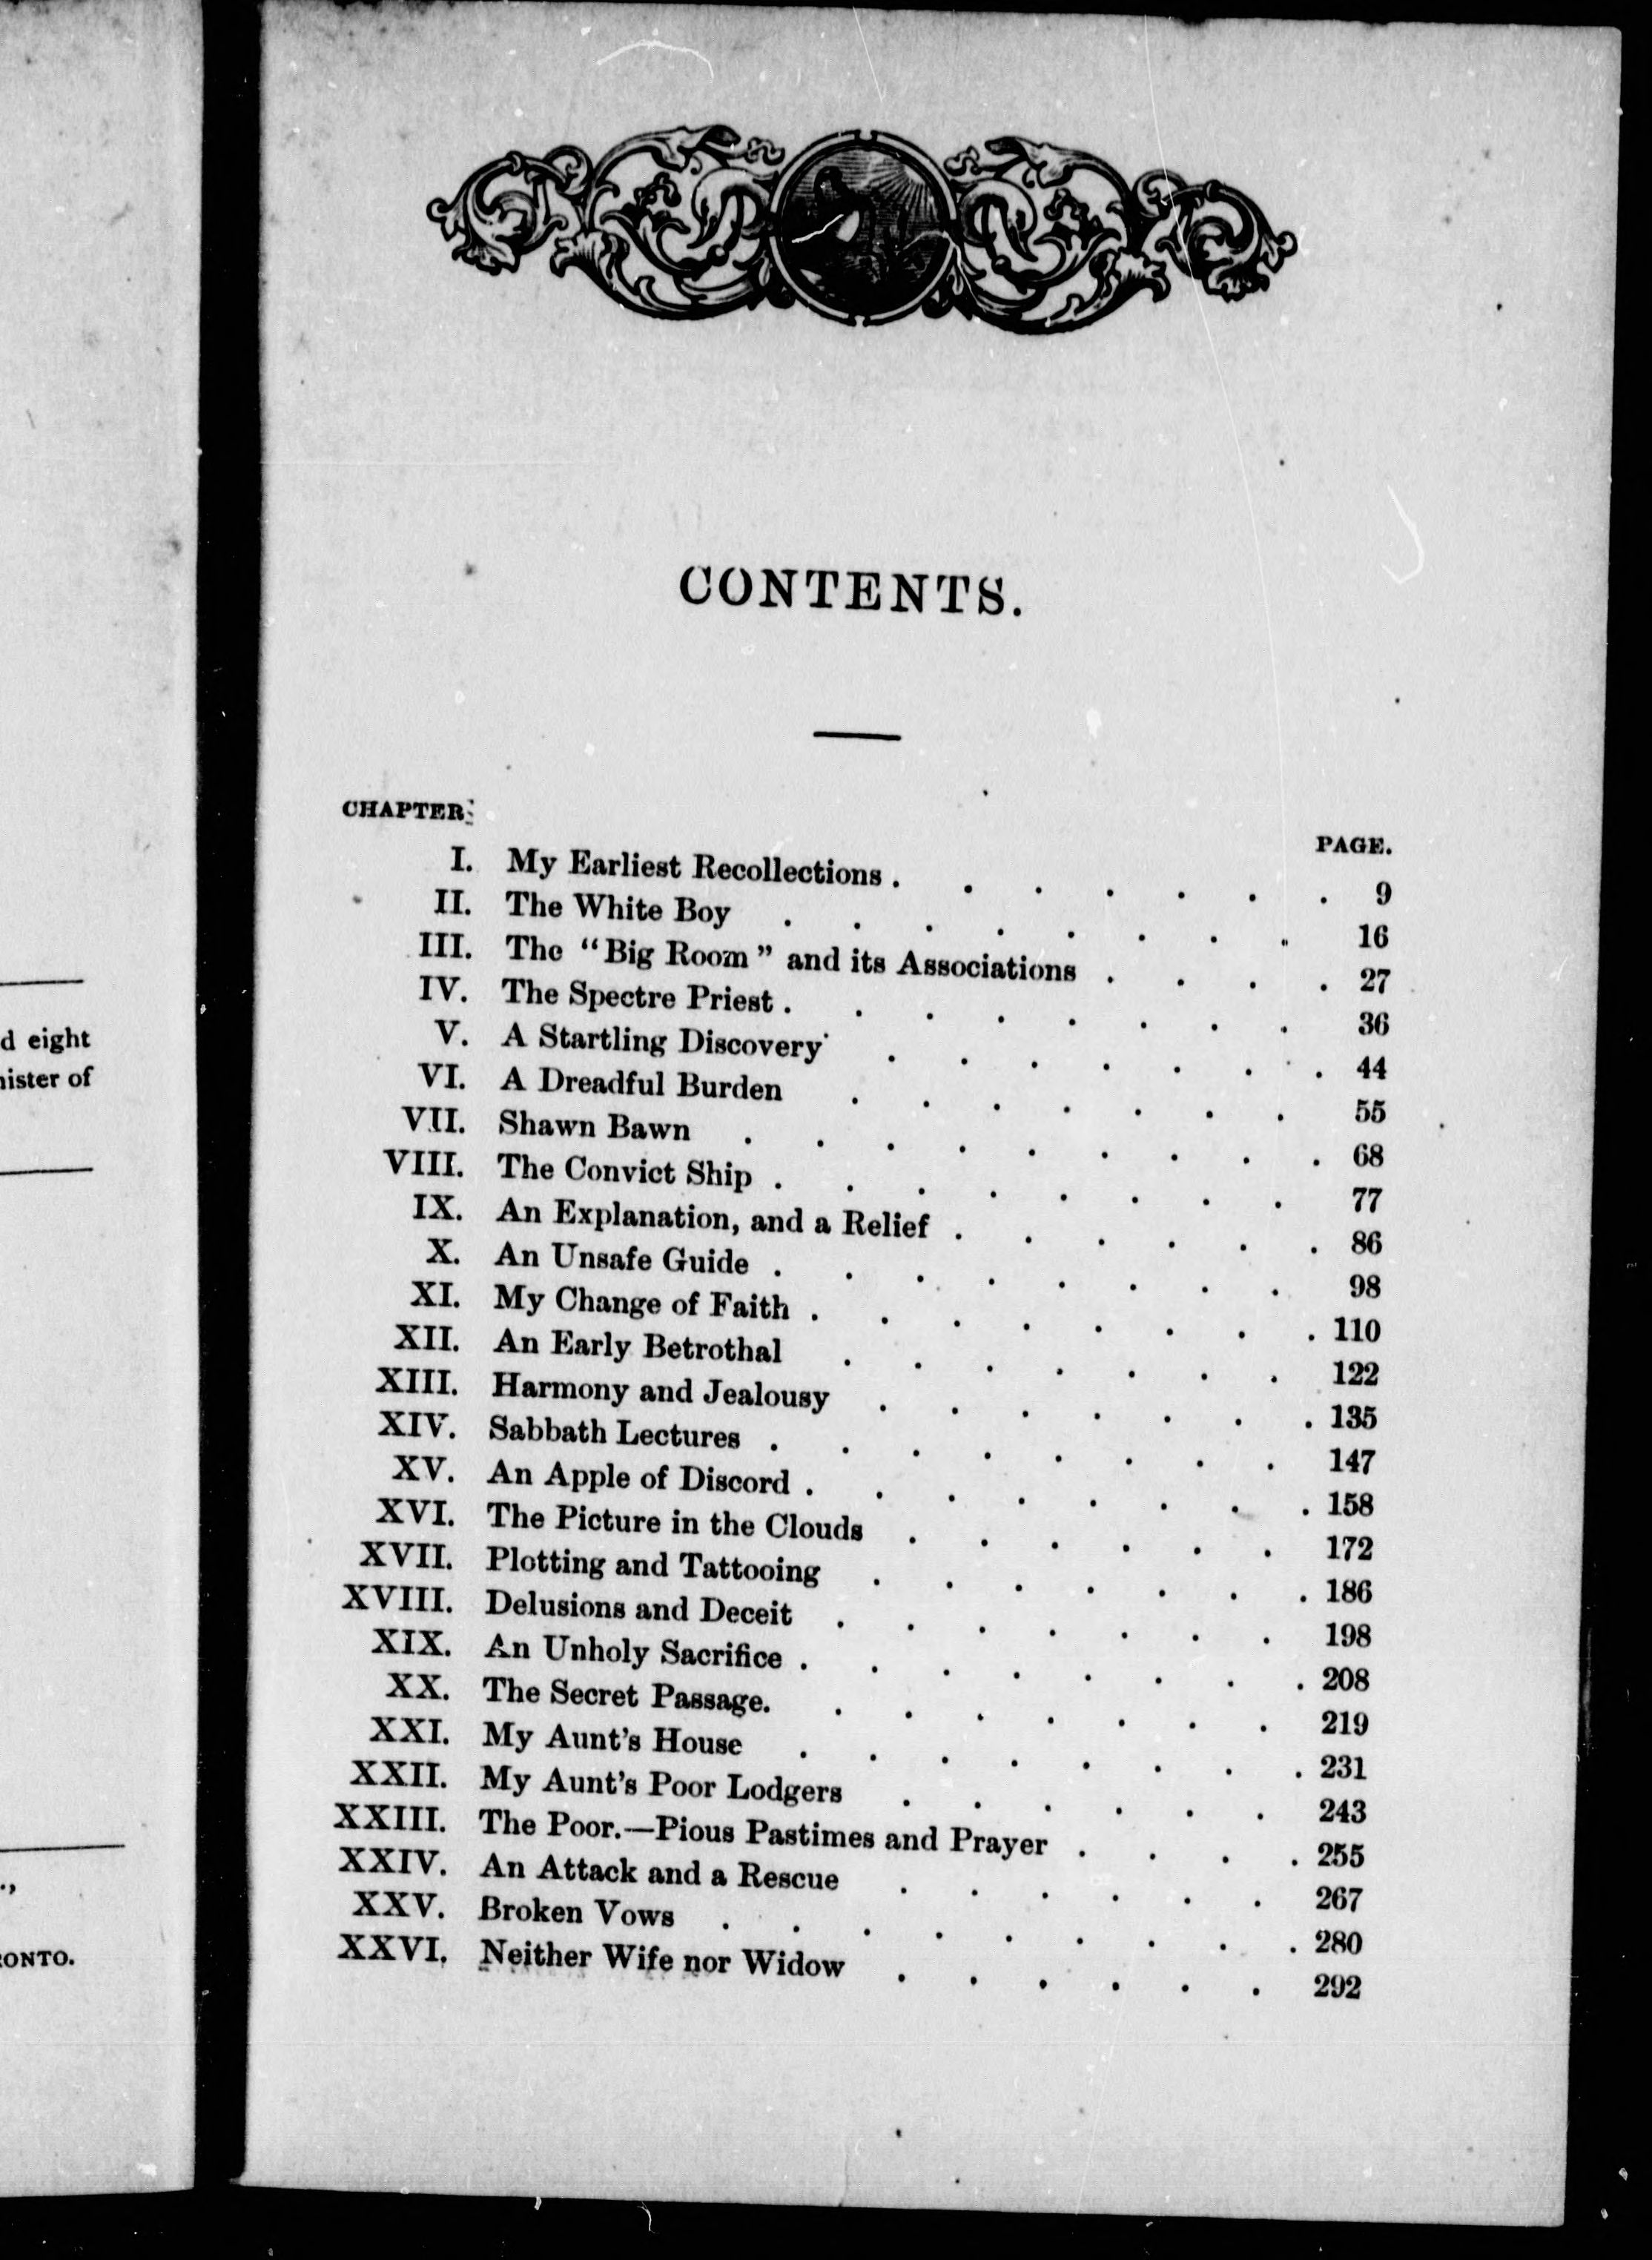 d eight
ister of
.,
ONTO.
CONTENTS.
CHAPTER PAGE.
I. My Earliest Recollections . . . . . . . 9
II. The White Boy . . . . . . . . 16
III. The "Big Room" and its Associations . . . . 27
IV. The Spectre Priest . . . . . . . . 36
V. A Startling Discovery . . . . . . . 44
VI. A Dreadful Burden . . . . . . . 55
VII. Shawn Bawn . . . . . . . . . 68
VIII. The Convict Ship . . . . . . . . 77
IX. An Explanation, and a Relief . . . . . . 86
X. An Unsafe Guide . . . . . . . . 98
XI. My Change of Faith . . . . . . . . 110
XII. An Early Betrothal . . . . . . . 122
XIII. Harmony and Jealousy . . . . . . . 135
XIV. Sabbath Lectures . . . . . . . . 147
XV. An Apple of Discord . . . . . . . . 158
XVI. The Picture in the Clouds . . . . . . 172
XVII. Plotting and Tattooing . . . . . . . 186
XVIII. Delusions and Deceit . . . . . . . 198
XIX. An Unholy Sacrifice . . . . . . . . 208
XX. The Secret Passage. . . . . . . . 219
XXI. My Aunt's House . . . . . . . . 231
XXII. My Aunt's Poor Lodgers . . . . . . 243
XXIII. The Poor.—Pious Pastimes and Prayer . . . . 255
XXIV. An Attack and a Rescue . . . . . . 267
XXV. Broken Vows . . . . . . . . . 280
XXVI. Neither Wife nor Widow . . . . . . 292